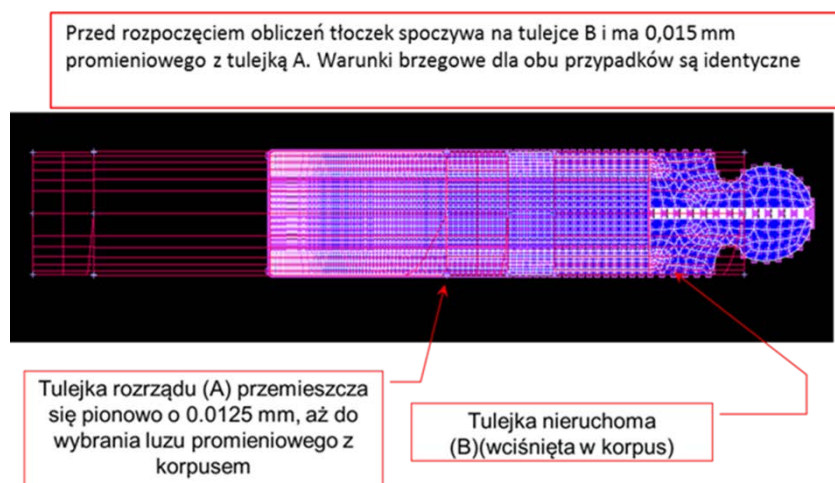 Przed rozpoczęciem obliczeń tłoczek spoczywa na tulejce B i ma 0,015 mm
promieniowego z tulejką A. Warunki brzegowe dla obu przypadków są identyczne
Tulejka rozrządu (A) przemieszcza
się pionowo o 0.0125 mm, aż do
wybrania luzu promieniowego z
korpusem
Tulejka nieruchoma
(B)(wciśnięta w korpus)